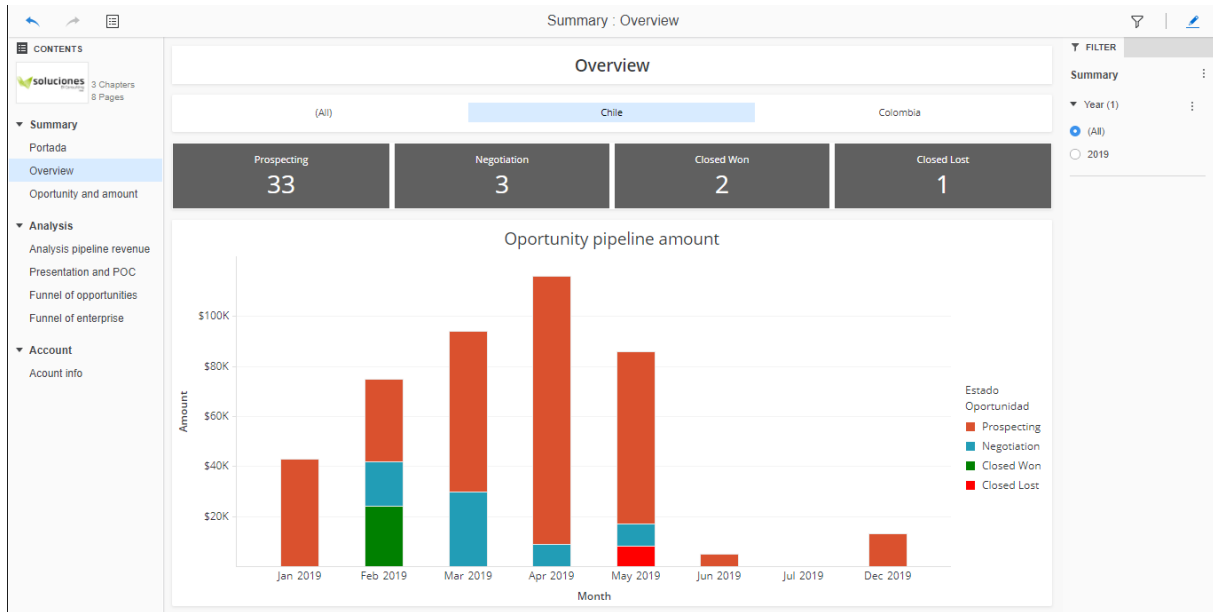 Summary : Overview
CONTENTS
soluciones
3 Chapters
8 Pages
Summary
Portada
Overview
Oportunity and amount
Analysis
Analysis pipeline revenue
Presentation and POC
Funnel of opportunities
Funnel of enterprise
Account
Acount info
Overview
(All)
Chile
Colombia
Prospecting
33
Negotiation
3
Closed Won
2
Closed Lost
1
Oportunity pipeline amount
Amount
$100K
$80K
$60K
$40K
$20K
Jan 2019
Feb 2019
Mar 2019
Apr 2019
May 2019
Jun 2019
Jul 2019
Dec 2019
Month
Estado
Oportunidad
Prospecting
Negotiation
Closed Won
Closed Lost
FILTER
Summary
Year (1)
(All)
2019